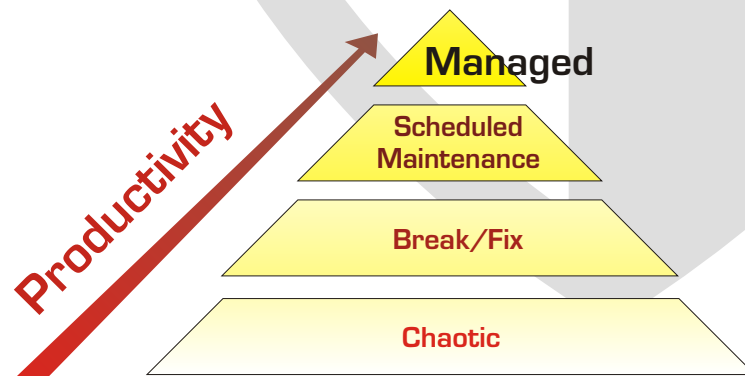 Managed
Scheduled
Maintenance
Productivity
Break/Fix
Chaotic